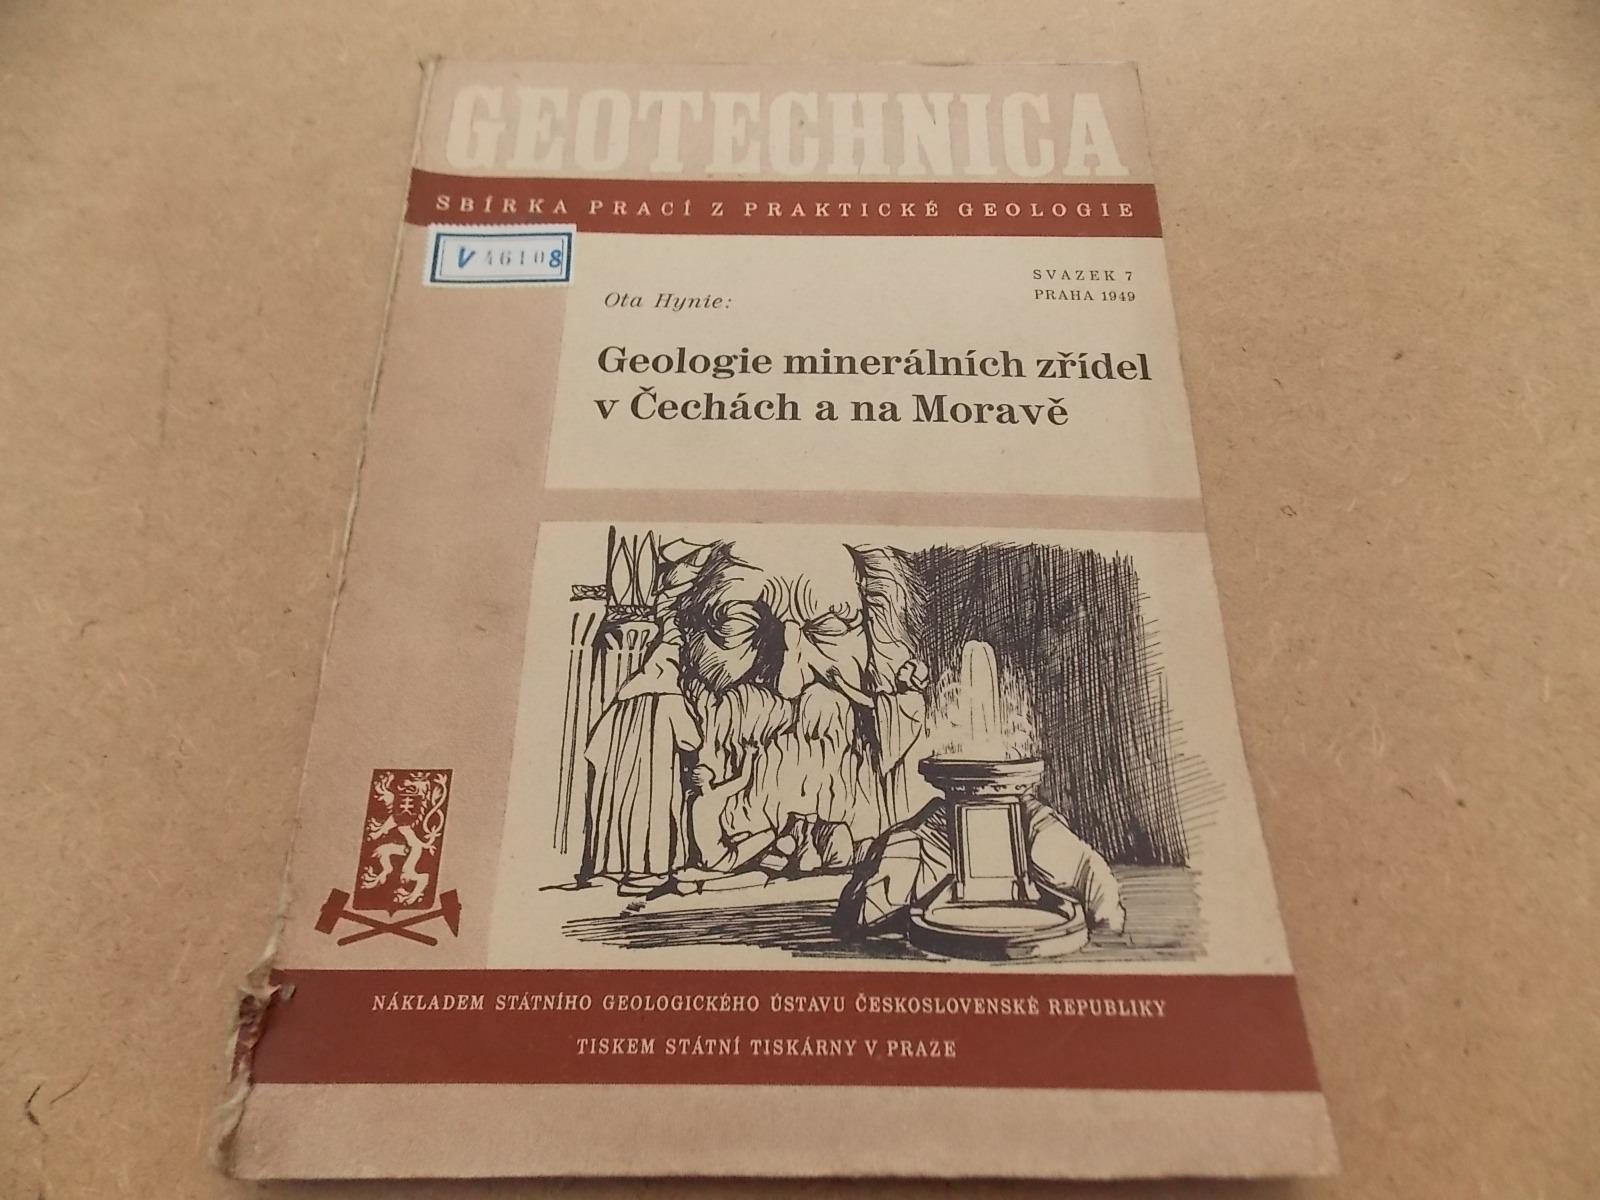 GEOTECHNICA
SBÍRKA PRACÍ Z PRAKTICKÉ GEOLOGIE
V 46108
SVAZEK 7
PRAHA 1949
Ota Hynie:
Geologie minerálních zřídel
v Čechách a na Moravě
NÁKLADEM STÁTNÍHO GEOLOGICKÉHO ÚSTAVU ČESKOSLOVENSKÉ REPUBLIKY
TISKEM STÁTNÍ TISKÁRNY V PRAZE